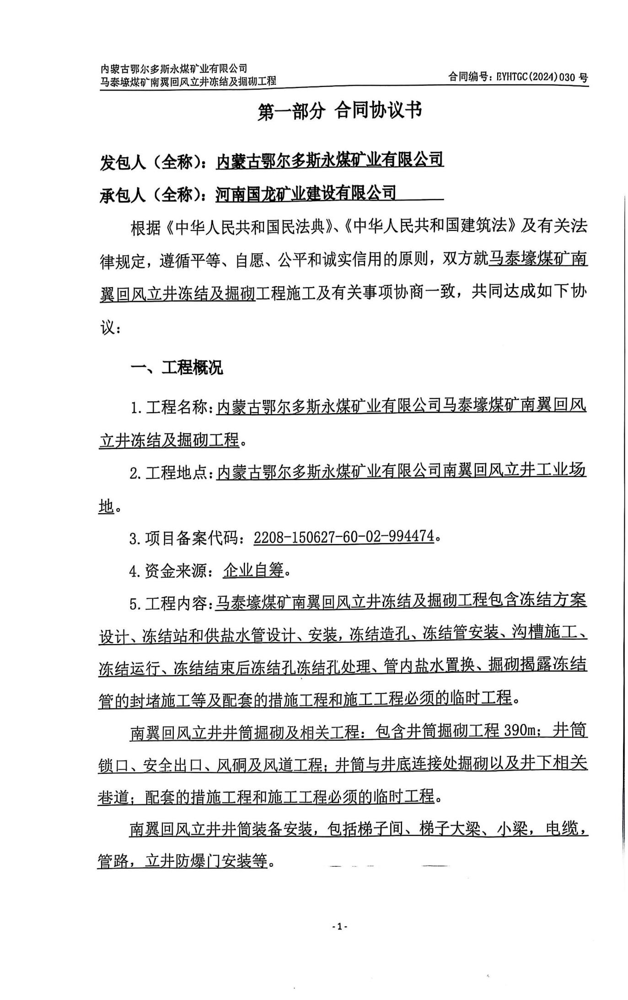 内蒙古鄂尔多斯永煤矿业有限公司
马泰壕煤矿南翼回风立井冻结及掘砌工程
合同编号：EYHTGC(2024)030 号
第一部分 合同协议书
发包人（全称）：内蒙古鄂尔多斯永煤矿业有限公司
承包人（全称）：河南国龙矿业建设有限公司
根据《中华人民共和国民法典》、《中华人民共和国建筑法》及有关法
律规定，遵循平等、自愿、公平和诚实信用的原则，双方就马泰壕煤矿南
翼回风立井冻结及掘砌工程施工及有关事项协商一致，共同达成如下协
议：
一、工程概况
1.工程名称：内蒙古鄂尔多斯永煤矿业有限公司马泰壕煤矿南翼回风
立井冻结及掘砌工程。
2.工程地点：内蒙古鄂尔多斯永煤矿业有限公司南翼回风立井工业场
地。
3.项目备案代码：2208-150627-60-02-994474。
4.资金来源：企业自筹。
5.工程内容：马泰壕煤矿南翼回风立井冻结及掘砌工程包含冻结方案
设计、冻结站和供盐水管设计、安装，冻结造孔、冻结管安装、沟槽施工、
冻结运行、冻结结束后冻结孔冻结孔处理、管内盐水置换、掘砌揭露冻结
管的封堵施工等及配套的措施工程和施工工程必须的临时工程。
南翼回风立井井筒掘砌及相关工程：包含井筒掘砌工程 390m；井筒
锁口、安全出口、风硐及风道工程；井筒与井底连接处掘砌以及井下相关
巷道；配套的措施工程和施工工程必须的临时工程。
南翼回风立井井筒装备安装，包括梯子间、梯子大梁、小梁，电缆，
管路，立井防爆门安装等。
- 1 -